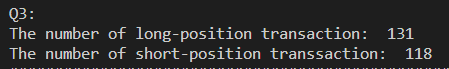 Q3:
The number of long-position transaction:  131
The number of short-position transsaction:  118